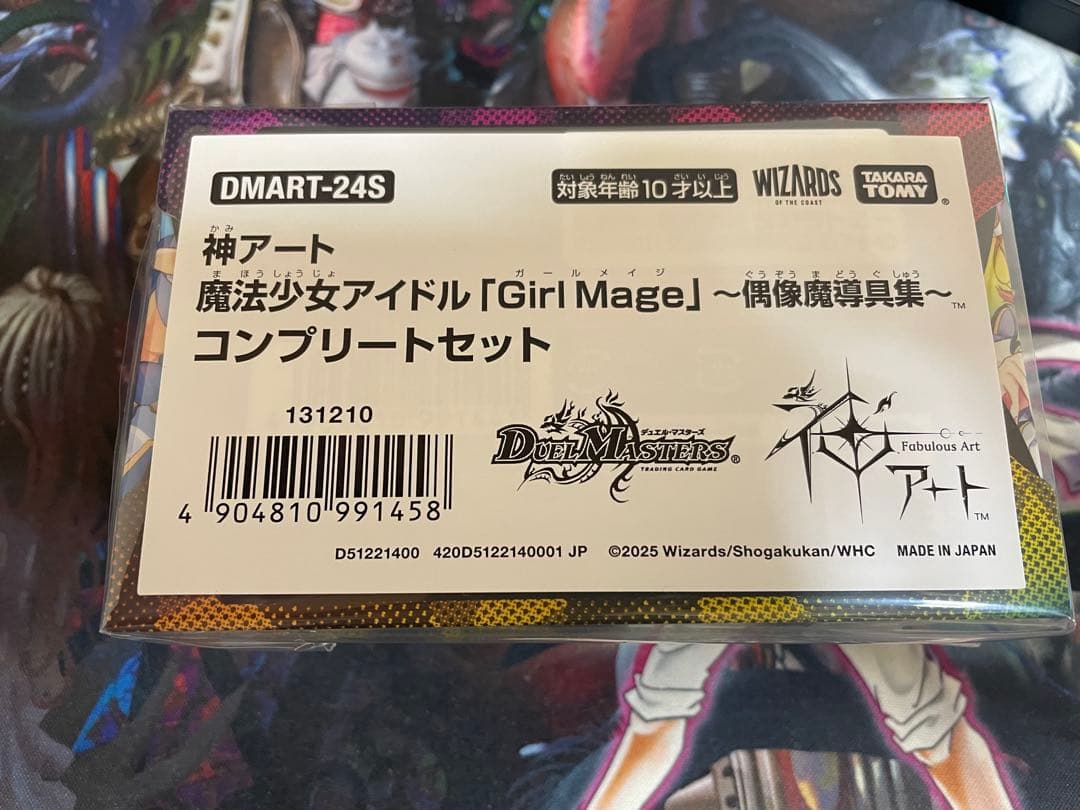 DMART-24S
対象年齢10才以上
たいしょうねんれい さいいじょう
WIZARDS
OF THE COAST
TAKARA
TOMY®
かみ
神アート
まほうしょうじょ ガールメイジ ぐうぞうまどうぐしゅう
魔法少女アイドル「Girl Mage」~偶像魔導具集~™
コンプリートセット
131210
4 904810 991458
デュエル・マスターズ
DUEL MASTERS®
TRADING CARD GAME
神
Fabulous Art
アート™
D51221400 420D5122140001 JP ©2025 Wizards/Shogakukan/WHC MADE IN JAPAN